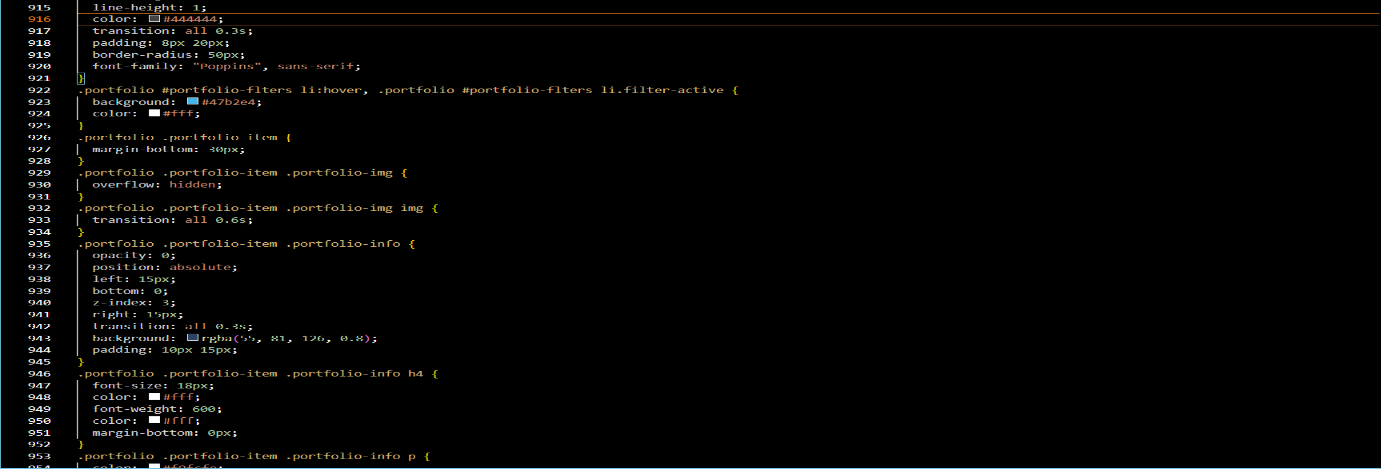 915 line-height: 1;
916 color: #444444;
917 transition: all 0.3s;
918 padding: 8px 20px;
919 border-radius: 50px;
920 font-family: "Poppins", sans-serif;
921 }
922 .portfolio #portfolio-flters li:hover, .portfolio #portfolio-flters li.filter-active {
923 background: #47b2e4;
924 color: #fff;
925 }
926 .portfolio .portfolio-item {
927 margin-bottom: 30px;
928 }
929 .portfolio .portfolio-item .portfolio-img {
930 overflow: hidden;
931 }
932 .portfolio .portfolio-item .portfolio-img img {
933 transition: all 0.6s;
934 }
935 .portfolio .portfolio-item .portfolio-info {
936 opacity: 0;
937 position: absolute;
938 left: 15px;
939 bottom: 0;
940 z-index: 3;
941 right: 15px;
942 transition: all 0.3s;
943 background: rgba(55, 81, 126, 0.8);
944 padding: 10px 15px;
945 }
946 .portfolio .portfolio-item .portfolio-info h4 {
947 font-size: 18px;
948 color: #fff;
949 font-weight: 600;
950 color: #fff;
951 margin-bottom: 0px;
952 }
953 .portfolio .portfolio-item .portfolio-info p {
954 color: